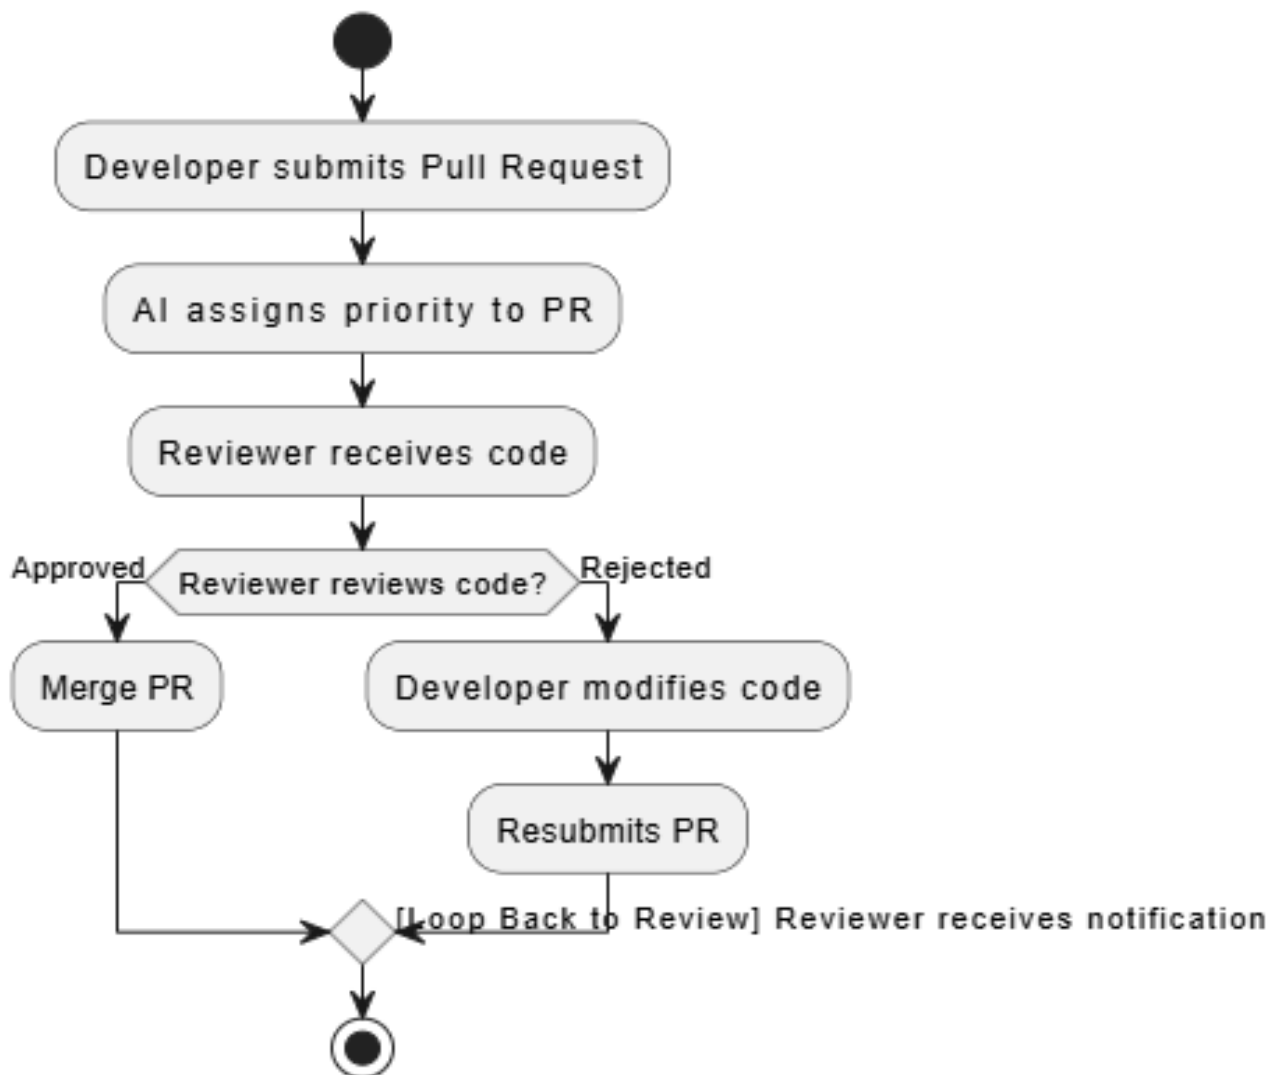 Developer submits Pull Request
AI assigns priority to PR
Reviewer receives code
Approved
Reviewer reviews code?
Rejected
Merge PR
Developer modifies code
Resubmits PR
[Loop Back to Review] Reviewer receives notification